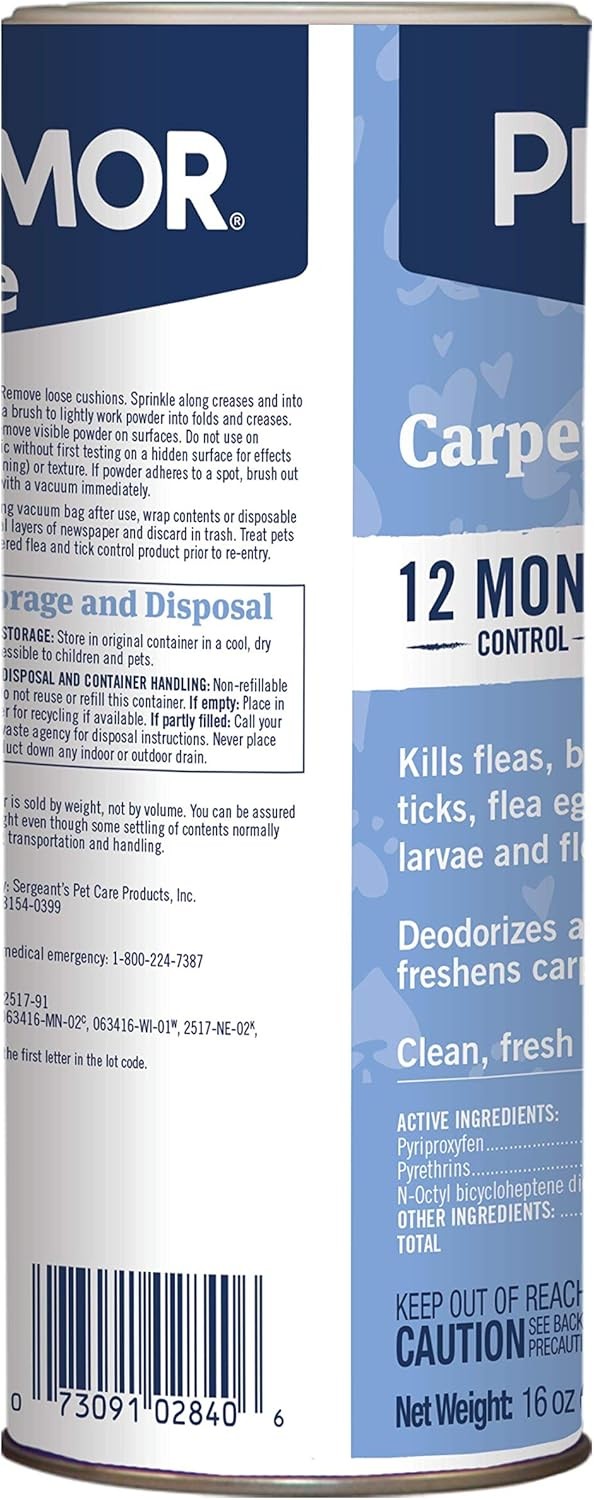 MOR®
e
Remove loose cushions. Sprinkle along creases and into
a brush to lightly work powder into folds and creases.
move visible powder on surfaces. Do not use on
ic without first testing on a hidden surface for effects
ning) or texture. If powder adheres to a spot, brush out
with a vacuum immediately.
ng vacuum bag after use, wrap contents or disposable
l layers of newspaper and discard in trash. Treat pets
ered flea and tick control product prior to re-entry.
orage and Disposal
STORAGE: Store in original container in a cool, dry
essible to children and pets.
DISPOSAL AND CONTAINER HANDLING: Non-refillable
o not reuse or refill this container. If empty: Place in
er for recycling if available. If partly filled: Call your
waste agency for disposal instructions. Never place
uct down any indoor or outdoor drain.
r is sold by weight, not by volume. You can be assured
ght even though some settling of contents normally
transportation and handling.
y: Sergeant's Pet Care Products, Inc.
8154-0399
medical emergency: 1-800-224-7387
2517-91
063416-MN-02ᶜ, 063416-WI-01ᵂ, 2517-NE-02ᴷ,
the first letter in the lot code.
0 73091 02840 6
P
Carpe
12 MON
CONTROL
Kills fleas, b
ticks, flea eg
larvae and fl
Deodorizes a
freshens car
Clean, fresh
ACTIVE INGREDIENTS:
Pyriproxyfen
Pyrethrins
N-Octyl bicycloheptene di
OTHER INGREDIENTS:
TOTAL
KEEP OUT OF REACH
CAUTION SEE BACK
PRECAUTI
Net Weight: 16 oz